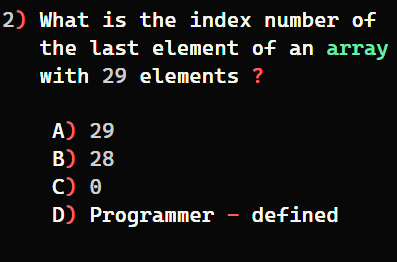 2) What is the index number of
the last element of an array
with 29 elements ?
A) 29
B) 28
C) 0
D) Programmer - defined